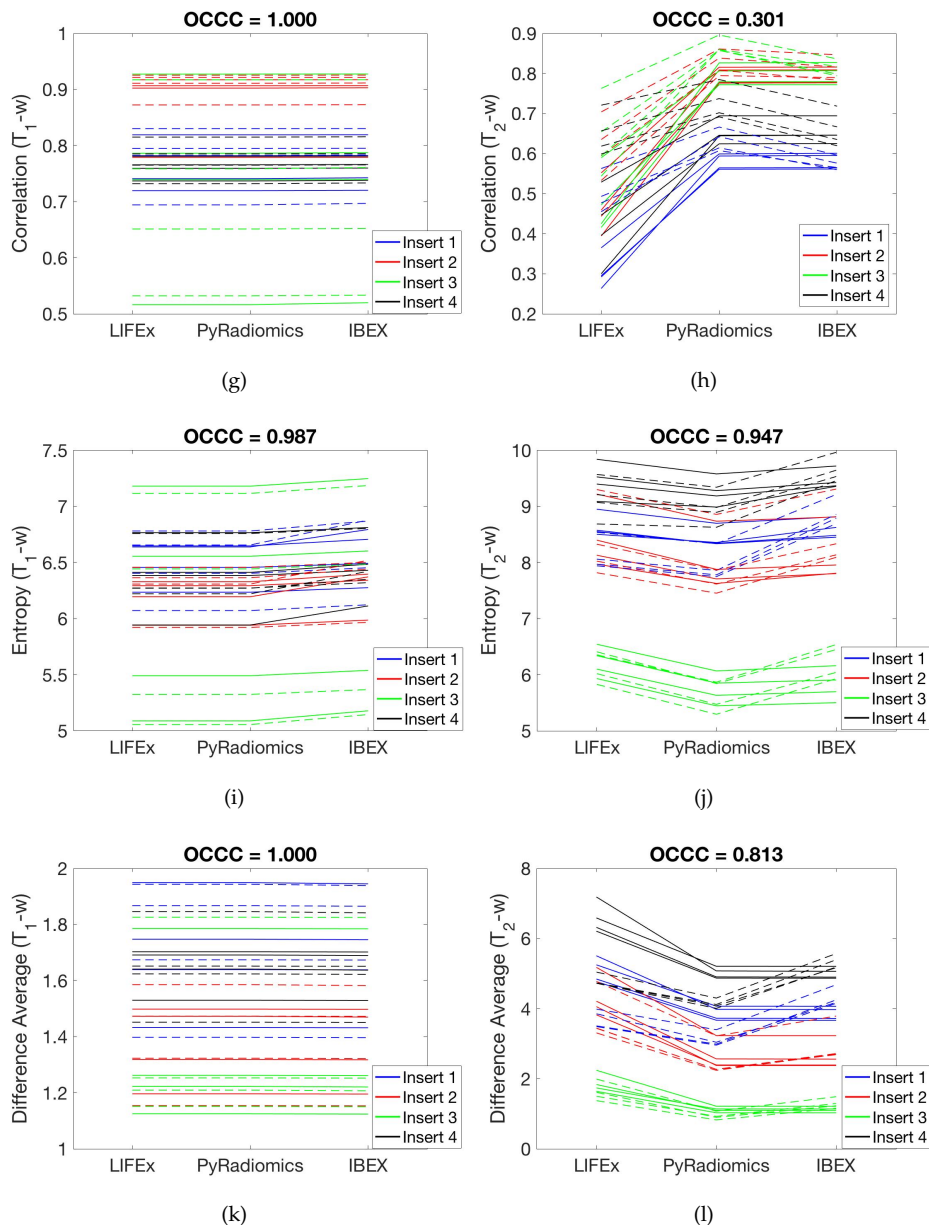 OCCC = 1.000
Correlation (T1-w)
1
0.9
0.8
0.7
0.6
0.5
LIFEx PyRadiomics IBEX
Insert 1
Insert 2
Insert 3
Insert 4
(g)
OCCC = 0.301
Correlation (T2-w)
0.9
0.8
0.7
0.6
0.5
0.4
0.3
0.2
LIFEx PyRadiomics IBEX
Insert 1
Insert 2
Insert 3
Insert 4
(h)
OCCC = 0.987
Entropy (T1-w)
7.5
7
6.5
6
5.5
5
LIFEx PyRadiomics IBEX
Insert 1
Insert 2
Insert 3
Insert 4
(i)
OCCC = 0.947
Entropy (T2-w)
10
9
8
7
6
5
LIFEx PyRadiomics IBEX
Insert 1
Insert 2
Insert 3
Insert 4
(j)
OCCC = 1.000
Difference Average (T1-w)
2
1.8
1.6
1.4
1.2
1
LIFEx PyRadiomics IBEX
Insert 1
Insert 2
Insert 3
Insert 4
(k)
OCCC = 0.813
Difference Average (T2-w)
8
6
4
2
0
LIFEx PyRadiomics IBEX
Insert 1
Insert 2
Insert 3
Insert 4
(l)